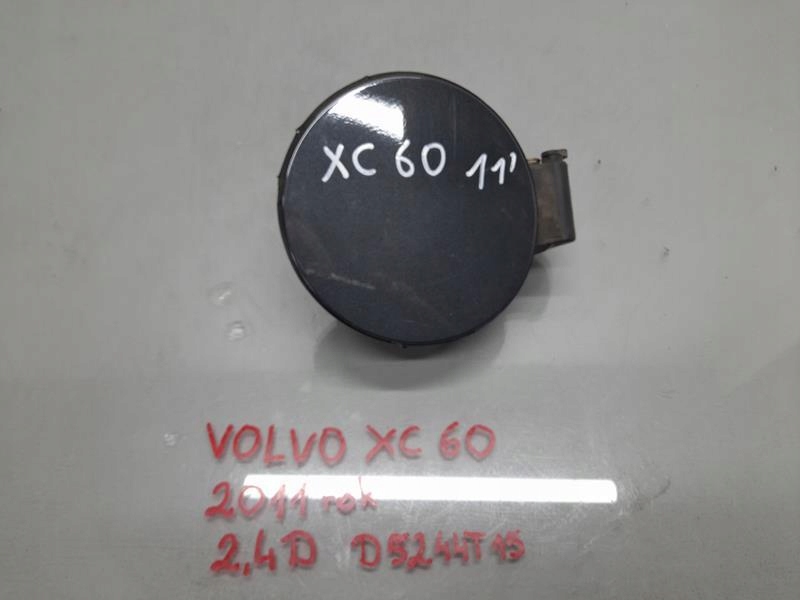 XC 60 11'
VOLVO XC 60
2011 rok
2,4D D5244T15